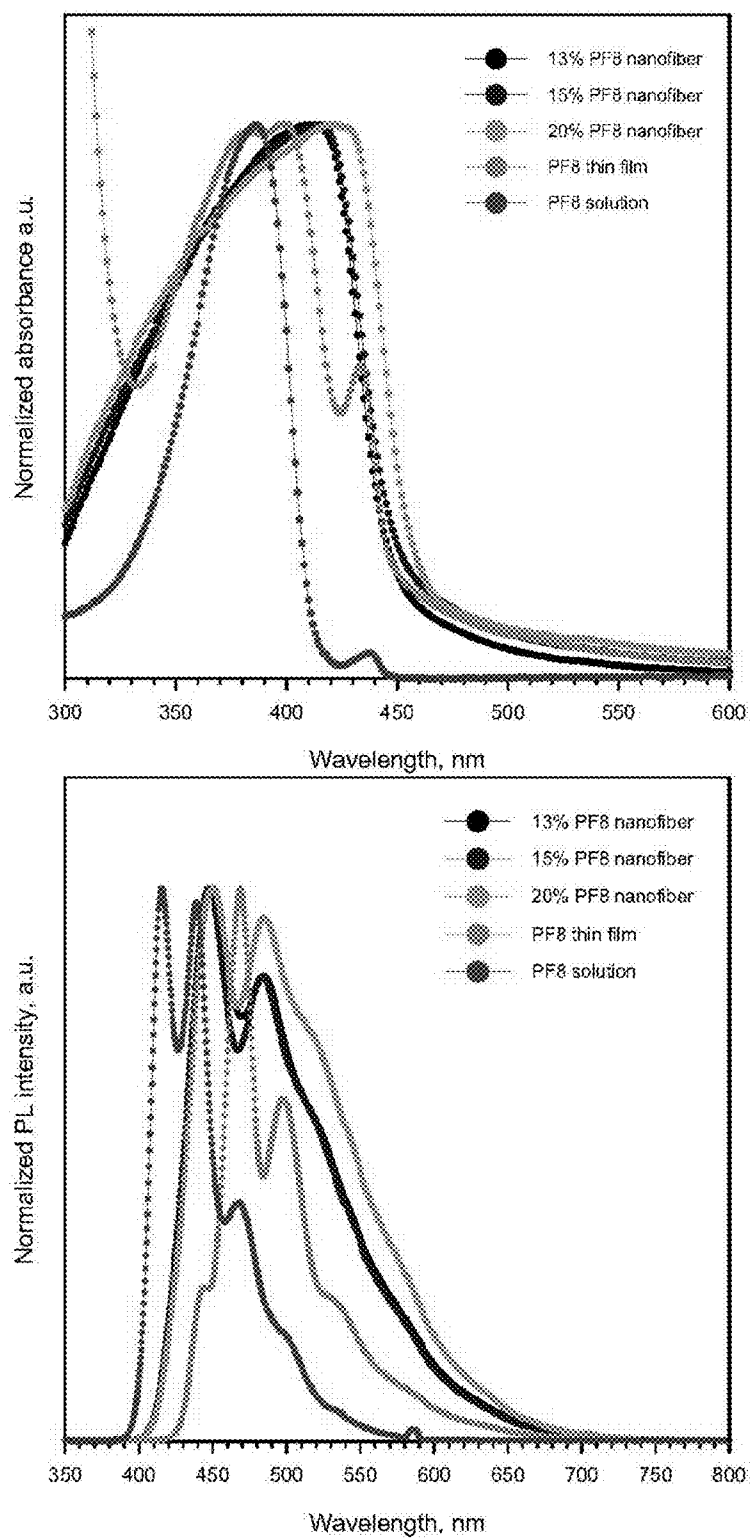 13% PF8 nanofiber
15% PF8 nanofiber
20% PF8 nanofiber
PF8 thin film
PF8 solution
Normalized absorbance a.u.
300 350 400 450 500 550 600
Wavelength, nm
13% PF8 nanofiber
15% PF8 nanofiber
20% PF8 nanofiber
PF8 thin film
PF8 solution
Normalized PL intensity, a.u.
350 400 450 500 550 600 650 700 750 800
Wavelength, nm